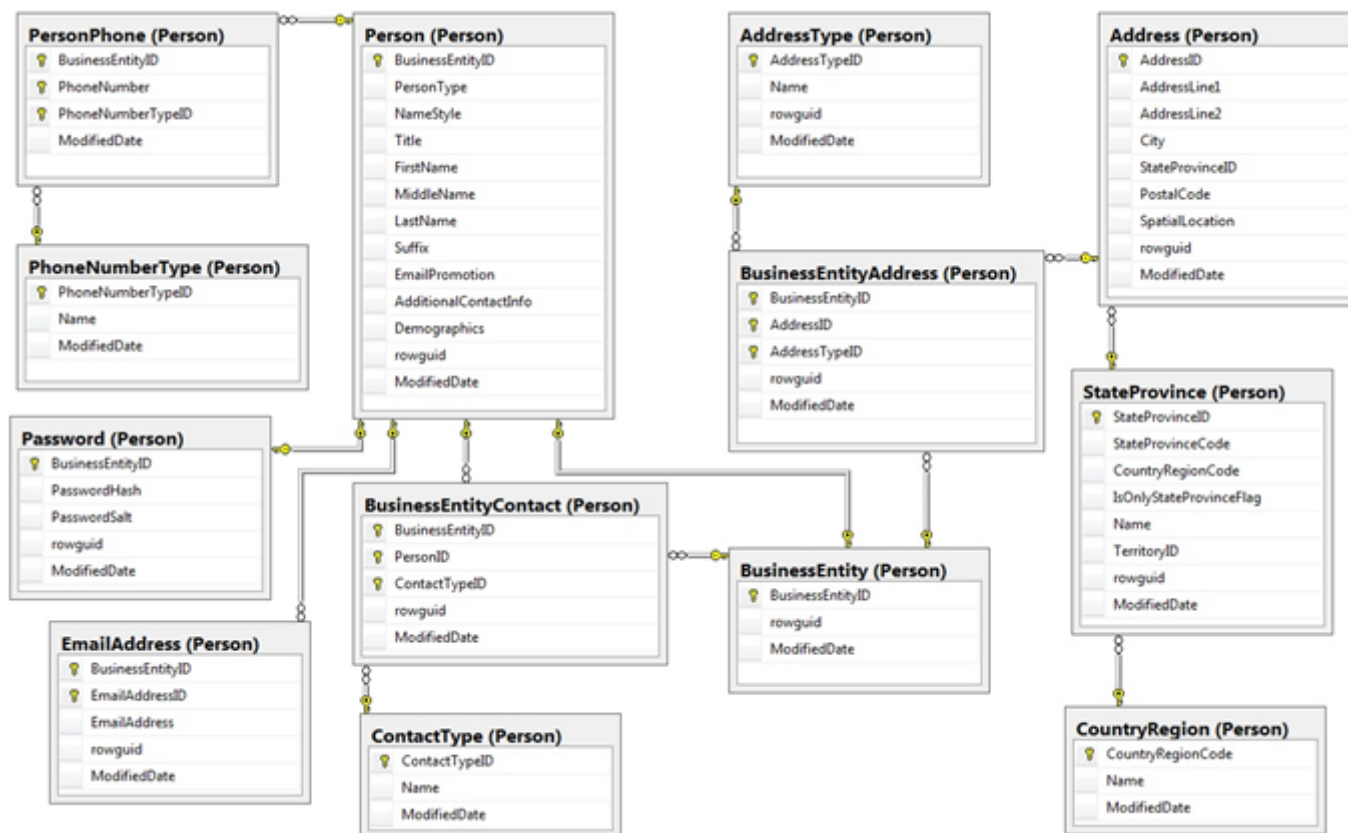 PersonPhone (Person)
BusinessEntityID
PhoneNumber
PhoneNumberTypeID
ModifiedDate
Person (Person)
BusinessEntityID
PersonType
NameStyle
Title
FirstName
MiddleName
LastName
Suffix
EmailPromotion
AdditionalContactInfo
Demographics
rowguid
ModifiedDate
AddressType (Person)
AddressTypeID
Name
rowguid
ModifiedDate
Address (Person)
AddressID
AddressLine1
AddressLine2
City
StateProvinceID
PostalCode
SpatialLocation
rowguid
ModifiedDate
PhoneNumberType (Person)
PhoneNumberTypeID
Name
ModifiedDate
BusinessEntityAddress (Person)
BusinessEntityID
AddressID
AddressTypeID
rowguid
ModifiedDate
StateProvince (Person)
StateProvinceID
StateProvinceCode
CountryRegionCode
IsOnlyStateProvinceFlag
Name
TerritoryID
rowguid
ModifiedDate
Password (Person)
BusinessEntityID
PasswordHash
PasswordSalt
rowguid
ModifiedDate
BusinessEntityContact (Person)
BusinessEntityID
PersonID
ContactTypeID
rowguid
ModifiedDate
BusinessEntity (Person)
BusinessEntityID
rowguid
ModifiedDate
EmailAddress (Person)
BusinessEntityID
EmailAddressID
EmailAddress
rowguid
ModifiedDate
ContactType (Person)
ContactTypeID
Name
ModifiedDate
CountryRegion (Person)
CountryRegionCode
Name
ModifiedDate